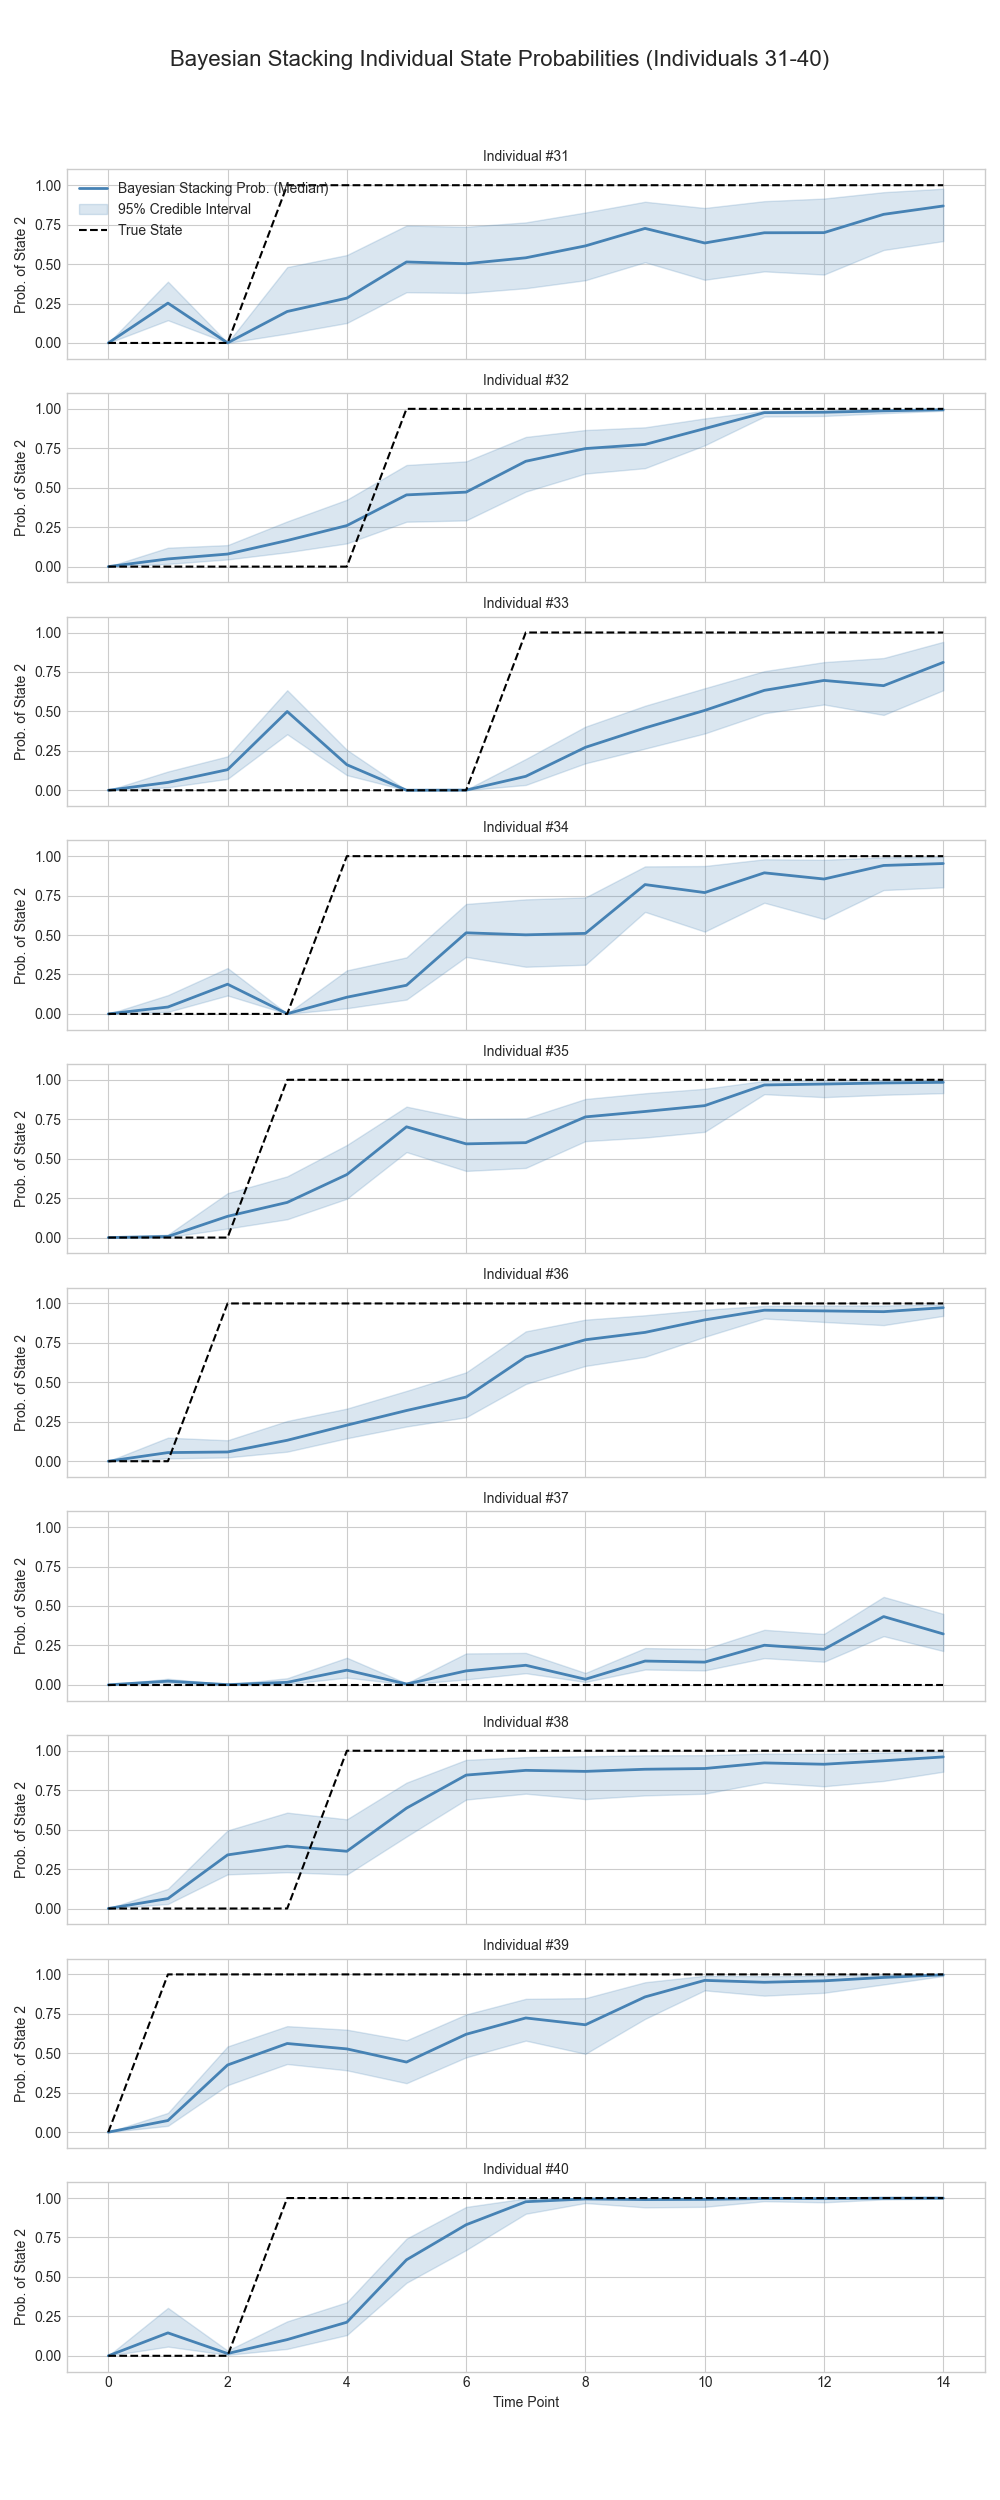 Bayesian Stacking Individual State Probabilities (Individuals 31-40)
Individual #31
Prob. of State 2
1.00
0.75
0.50
0.25
0.00
Bayesian Stacking Prob. (Median)
95% Credible Interval
True State
Individual #32
Prob. of State 2
1.00
0.75
0.50
0.25
0.00
Individual #33
Prob. of State 2
1.00
0.75
0.50
0.25
0.00
Individual #34
Prob. of State 2
1.00
0.75
0.50
0.25
0.00
Individual #35
Prob. of State 2
1.00
0.75
0.50
0.25
0.00
Individual #36
Prob. of State 2
1.00
0.75
0.50
0.25
0.00
Individual #37
Prob. of State 2
1.00
0.75
0.50
0.25
0.00
Individual #38
Prob. of State 2
1.00
0.75
0.50
0.25
0.00
Individual #39
Prob. of State 2
1.00
0.75
0.50
0.25
0.00
Individual #40
Prob. of State 2
1.00
0.75
0.50
0.25
0.00
0 2 4 6 8 10 12 14
Time Point